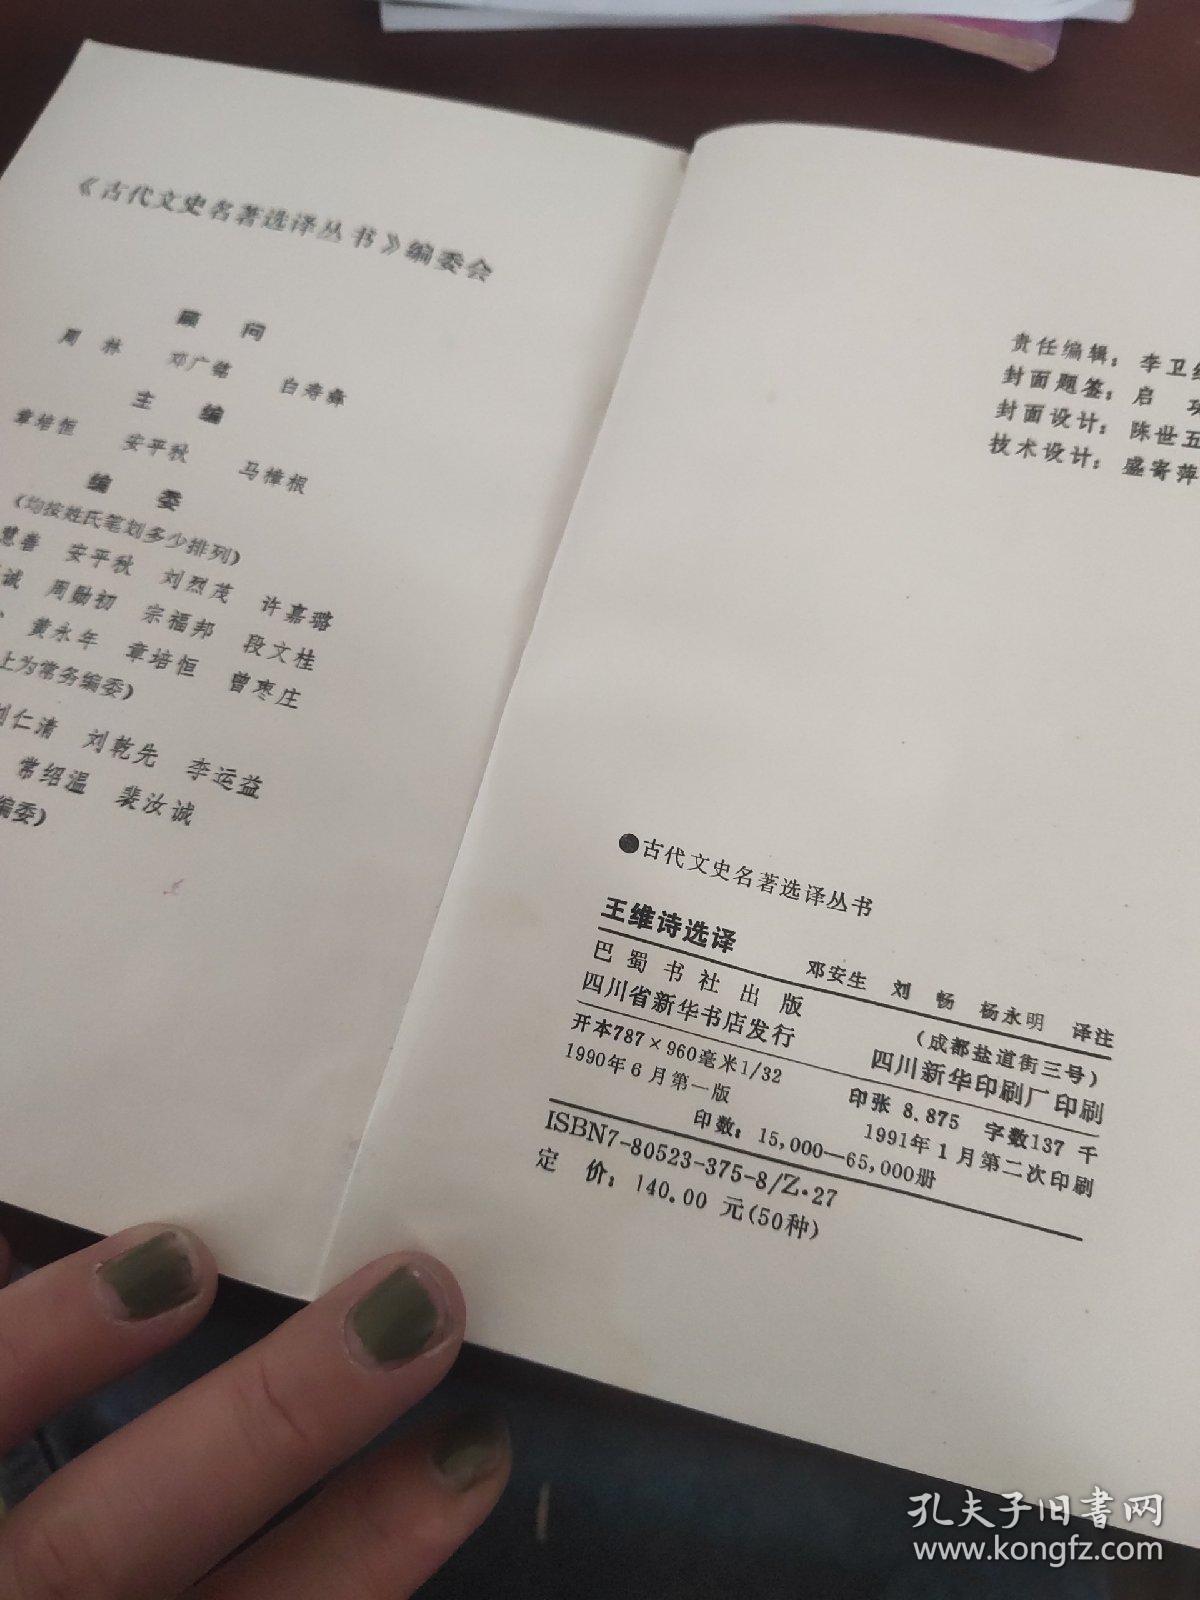 《古代文史名著选译丛书》编委会
顾 问
周 林 邓广铭 白寿彝
主 编
章培恒 安平秋 马樟根
编 委
(均按姓氏笔划多少排列)
慧善 安平秋 刘烈茂 许嘉璐
诚 周勋初 宗福邦 段文桂
黄永年 章培恒 曾枣庄
上为常务编委)
刘仁清 刘乾先 李运益
常绍温 裴汝诚
编委)
责任编辑：李卫
封面题签：启 功
封面设计：陈世五
技术设计：盛寄萍
●古代文史名著选译丛书
王维诗选译
邓安生 刘 畅 杨永明 译注
巴蜀书社出版
(成都盐道街三号)
四川省新华书店发行
四川新华印刷厂印刷
开本787×960毫米1/32
印张 8.875 字数137千
1990年6月第一版
1991年1月第二次印刷
印数：15,000—65,000册
ISBN7-80523-375-8/Z·27
定 价：140.00 元(50种)
孔夫子旧书网
www.kongfz.com